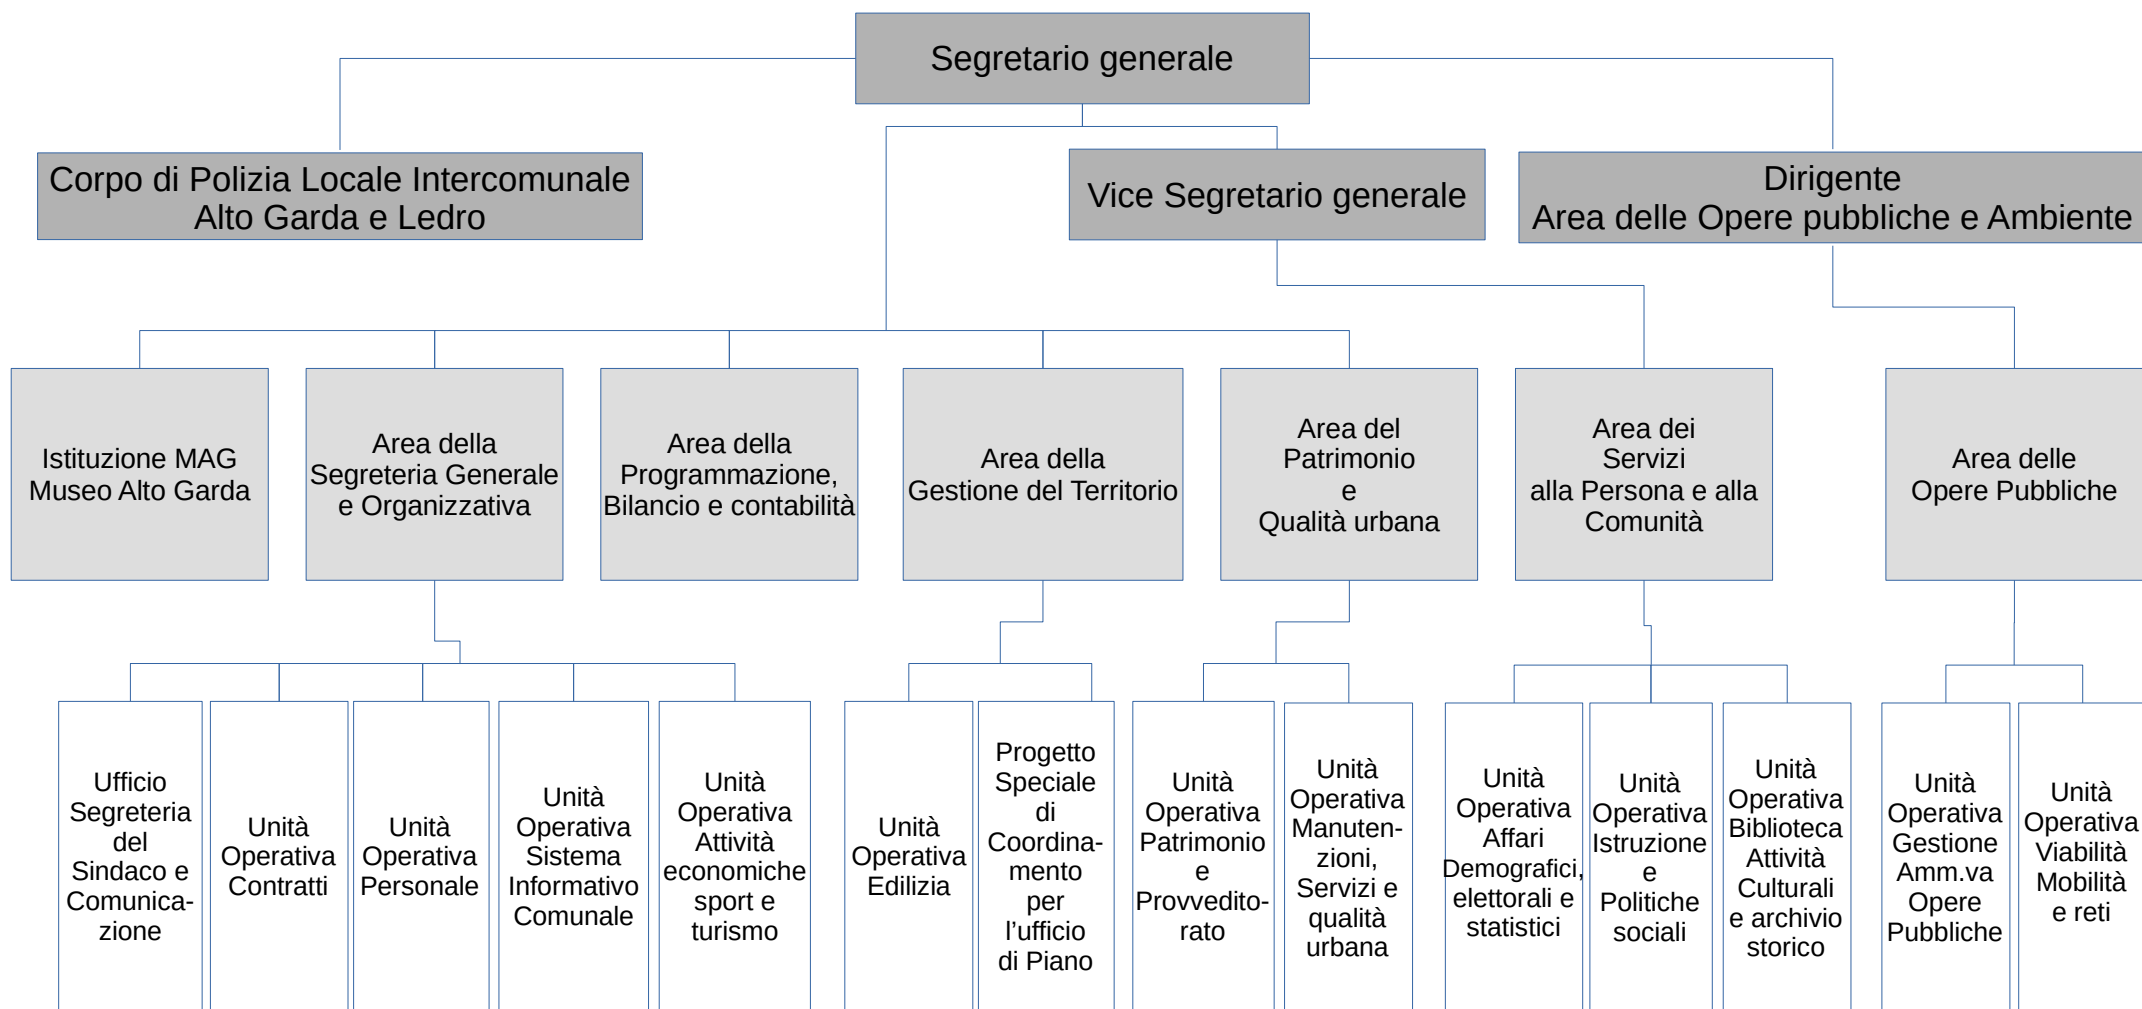 Segretario generale
Corpo di Polizia Locale Intercomunale
Alto Garda e Ledro
Vice Segretario generale
Dirigente
Area delle Opere pubbliche e Ambiente
Istituzione MAG
Museo Alto Garda
Area della
Segreteria Generale
e Organizzativa
Area della
Programmazione,
Bilancio e contabilità
Area della
Gestione del Territorio
Area del
Patrimonio
e
Qualità urbana
Area dei
Servizi
alla Persona e alla
Comunità
Area delle
Opere Pubbliche
Ufficio
Segreteria
del
Sindaco e
Comunica-
zione
Unità
Operativa
Contratti
Unità
Operativa
Personale
Unità
Operativa
Sistema
Informativo
Comunale
Unità
Operativa
Attività
economiche
sport e
turismo
Unità
Operativa
Edilizia
Progetto
Speciale
di
Coordina-
mento
per
l’ufficio
di Piano
Unità
Operativa
Patrimonio
e
Provvedito-
rato
Unità
Operativa
Manuten-
zioni,
Servizi e
qualità
urbana
Unità
Operativa
Affari
Demografici,
elettorali e
statistici
Unità
Operativa
Istruzione
e
Politiche
sociali
Unità
Operativa
Biblioteca
Attività
Culturali
e archivio
storico
Unità
Operativa
Gestione
Amm.va
Opere
Pubbliche
Unità
Operativa
Viabilità
Mobilità
e reti